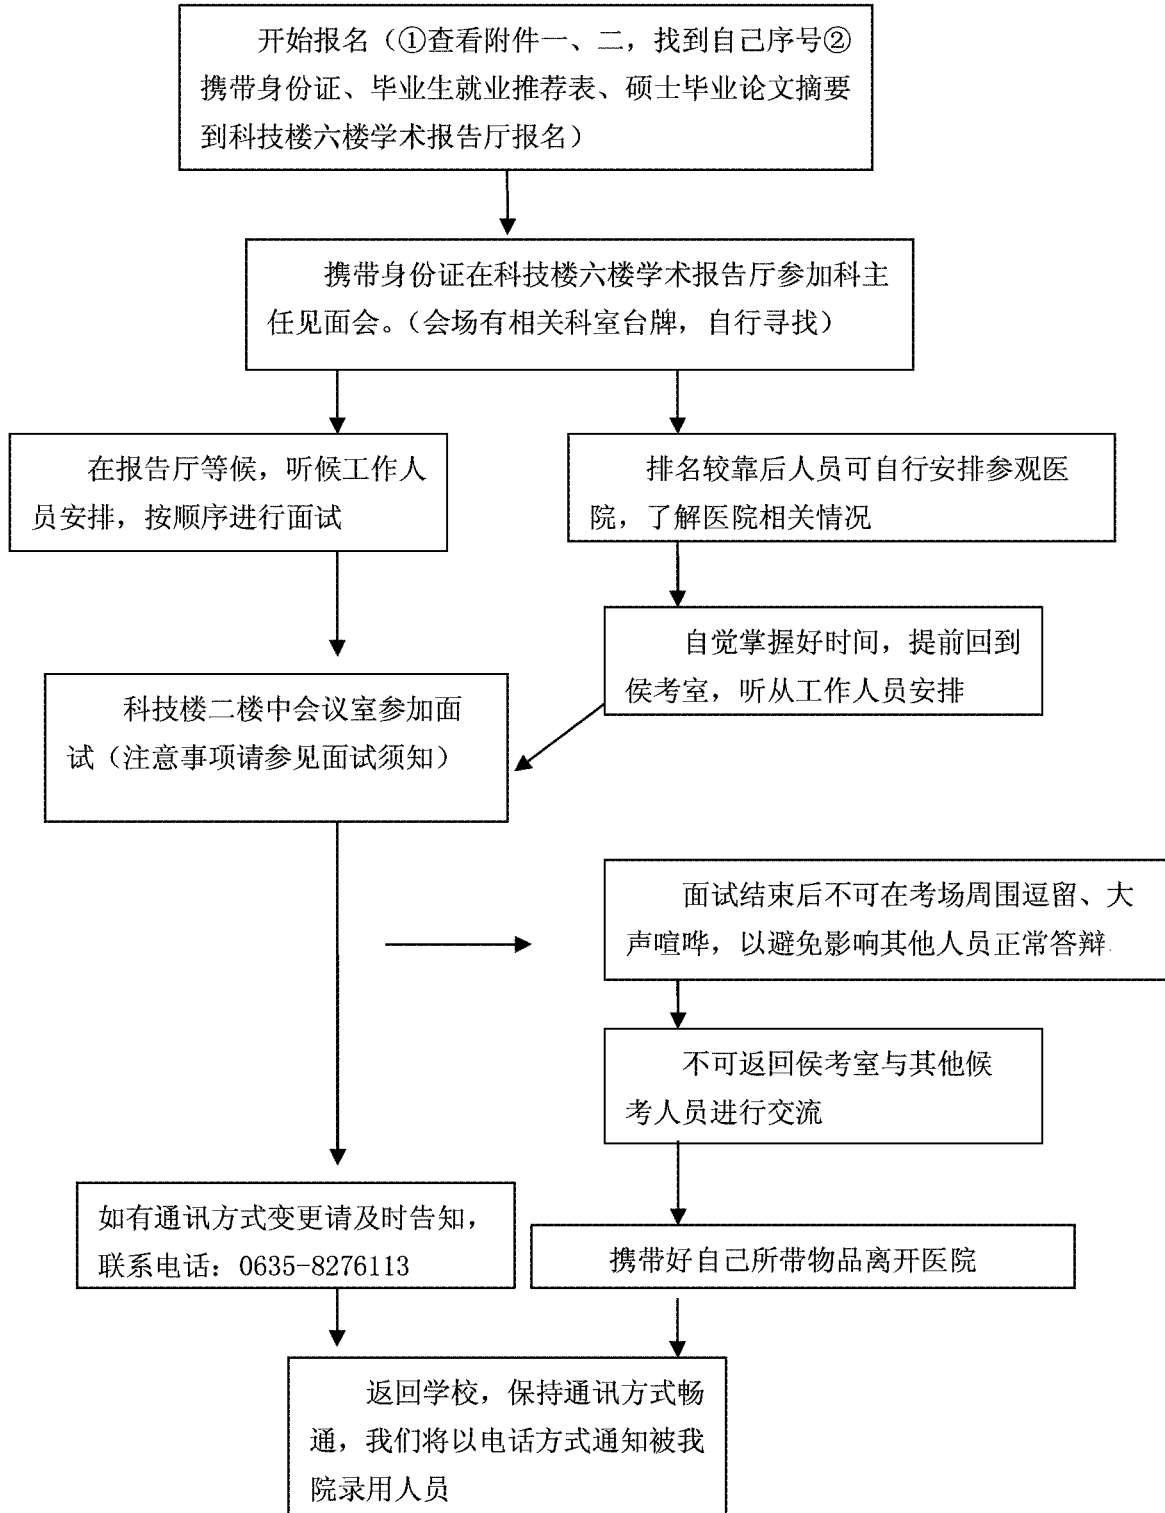 开始报名（①查看附件一、二，找到自己序号②
携带身份证、毕业生就业推荐表、硕士毕业论文摘要
到科技楼六楼学术报告厅报名）
携带身份证在科技楼六楼学术报告厅参加科主
任见面会。（会场有相关科室台牌，自行寻找）
在报告厅等候，听候工作人
员安排，按顺序进行面试
排名较靠后人员可自行安排参观医
院，了解医院相关情况
自觉掌握好时间，提前回到
侯考室，听从工作人员安排
科技楼二楼中会议室参加面
试（注意事项请参见面试须知）
面试结束后不可在考场周围逗留、大
声喧哗，以避免影响其他人员正常答辩.
不可返回侯考室与其他候
考人员进行交流
如有通讯方式变更请及时告知，
联系电话：0635-8276113
携带好自己所带物品离开医院
返回学校，保持通讯方式畅
通，我们将以电话方式通知被我
院录用人员